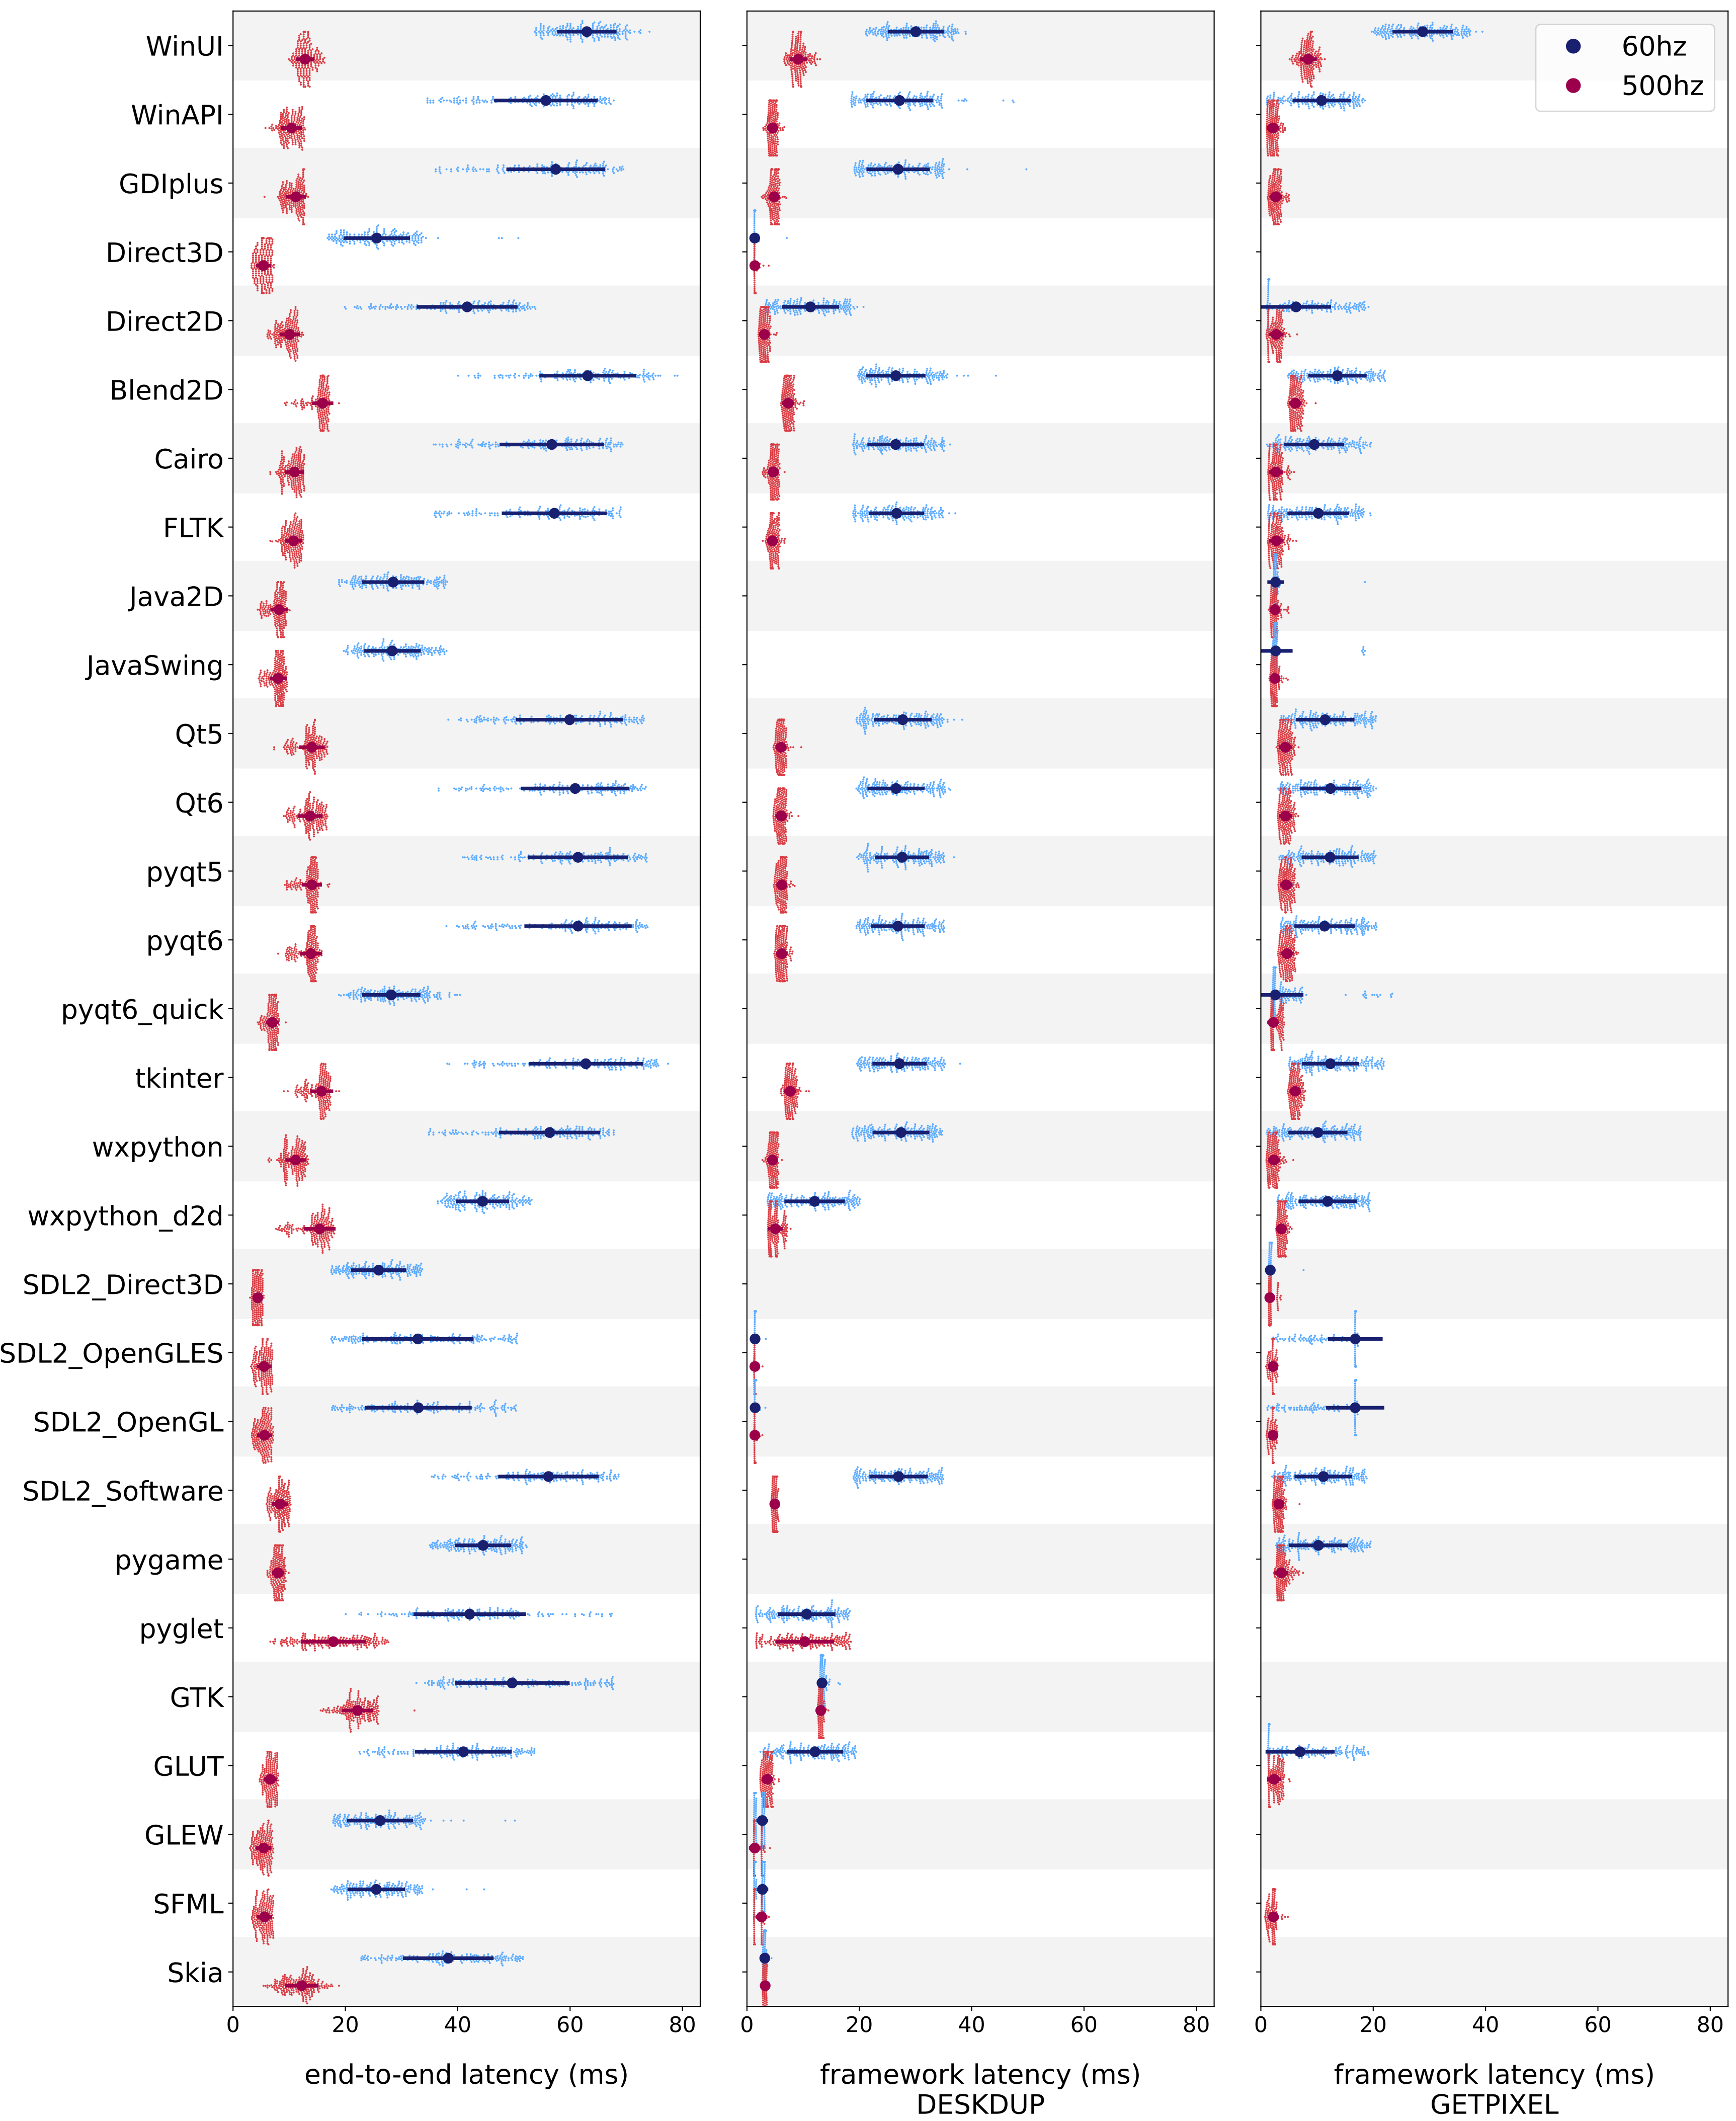 WinUI
WinAPI
GDIplus
Direct3D
Direct2D
Blend2D
Cairo
FLTK
Java2D
JavaSwing
Qt5
Qt6
pyqt5
pyqt6
pyqt6_quick
tkinter
wxpython
wxpython_d2d
SDL2_Direct3D
SDL2_OpenGLES
SDL2_OpenGL
SDL2_Software
pygame
pyglet
GTK
GLUT
GLEW
SFML
Skia
60hz
500hz
0 20 40 60 80
0 20 40 60 80
0 20 40 60 80
end-to-end latency (ms)
framework latency (ms)
DESKDUP
framework latency (ms)
GETPIXEL